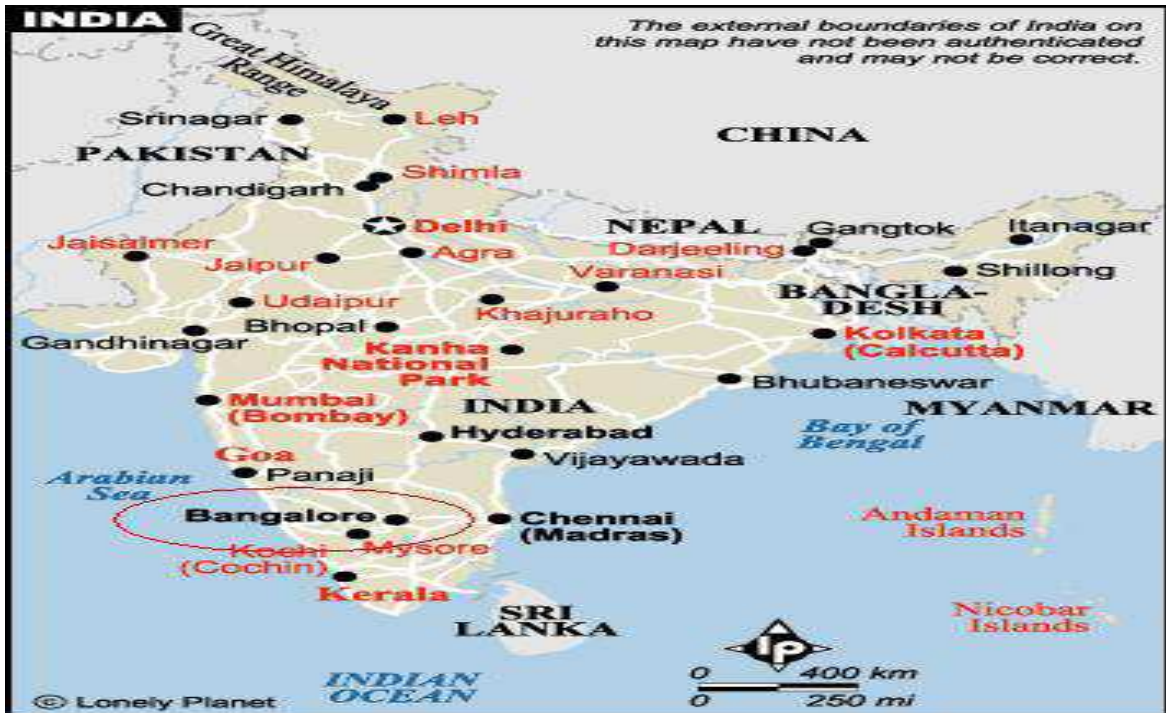 INDIA
The external boundaries of India on
this map have not been authenticated
and may not be correct.
Great Himalaya
Range
Srinagar
Leh
CHINA
PAKISTAN
Shimla
Chandigarh
Delhi
NEPAL
Gangtok
Itanagar
Jaisalmer
Jaipur
Agra
Darjeeling
Varanasi
Shillong
Udaipur
Khajuraho
BANGLA-
DESH
Bhopal
Gandhinagar
Kolkata
(Calcutta)
Kanha
National
Park
Bhubaneswar
Mumbai
(Bombay)
INDIA
MYANMAR
Bay of
Bengal
Hyderabad
Goa
Vijayawada
Panaji
Arabian
Sea
Bangalore
Chennai
(Madras)
Andaman
Islands
Mysore
Kochi
(Cochin)
Kerala
SRI
LANKA
Nicobar
Islands
lp
0 400 km
0 250 mi
INDIAN
OCEAN
© Lonely Planet